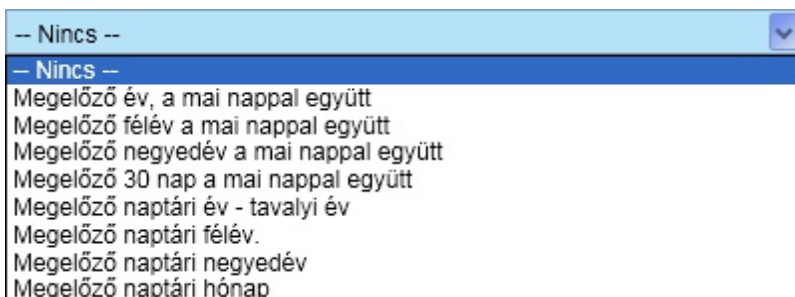 -- Nincs --
-- Nincs --
Megelőző év, a mai nappal együtt
Megelőző félév a mai nappal együtt
Megelőző negyedév a mai nappal együtt
Megelőző 30 nap a mai nappal együtt
Megelőző naptári év - tavalyi év
Megelőző naptári félév.
Megelőző naptári negyedév
Megelőző naptári hónap